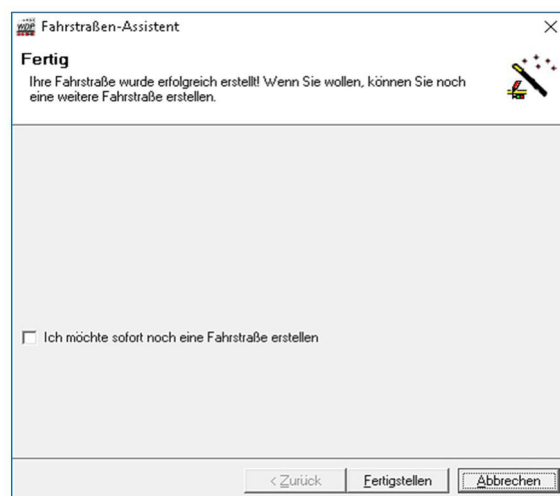 WDP Fahrstraßen-Assistent
Fertig
Ihre Fahrstraße wurde erfolgreich erstellt! Wenn Sie wollen, können Sie noch
eine weitere Fahrstraße erstellen.
Ich möchte sofort noch eine Fahrstraße erstellen
< Zurück
Fertigstellen
Abbrechen